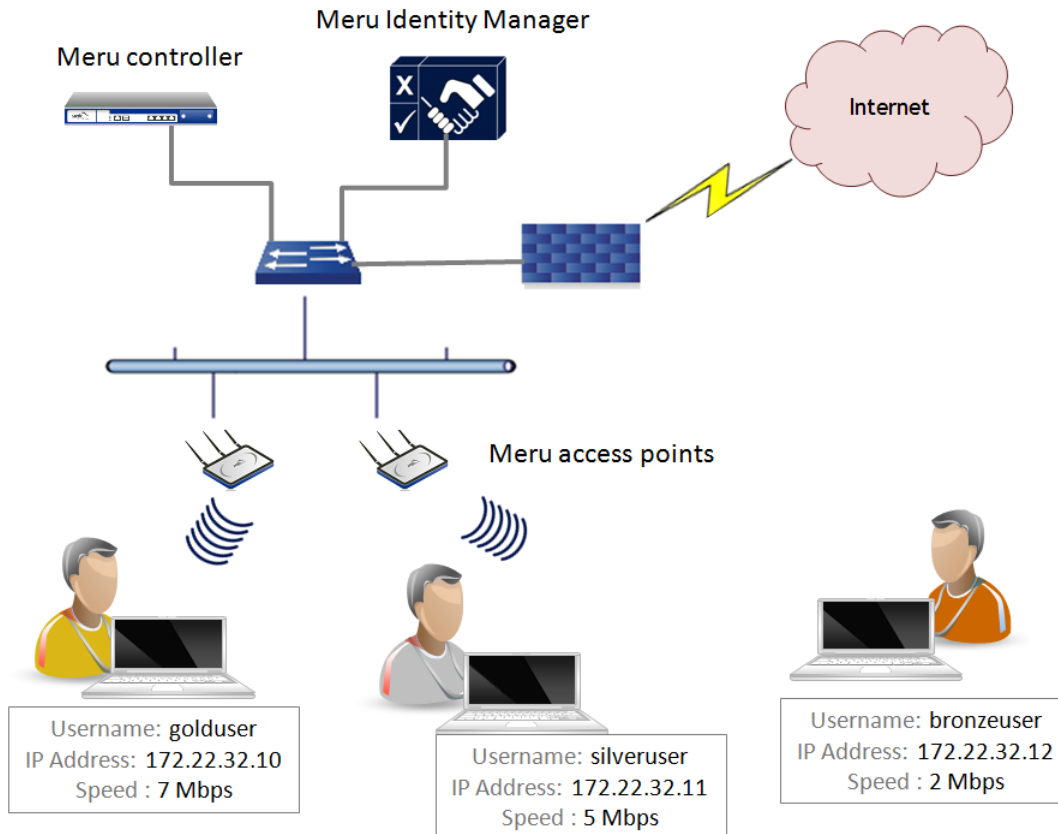 Meru Identity Manager
Meru controller
Internet
X
Meru access points
Username: golduser
IP Address: 172.22.32.10
Speed : 7 Mbps
Username: silveruser
IP Address: 172.22.32.11
Speed : 5 Mbps
Username: bronzeuser
IP Address: 172.22.32.12
Speed : 2 Mbps